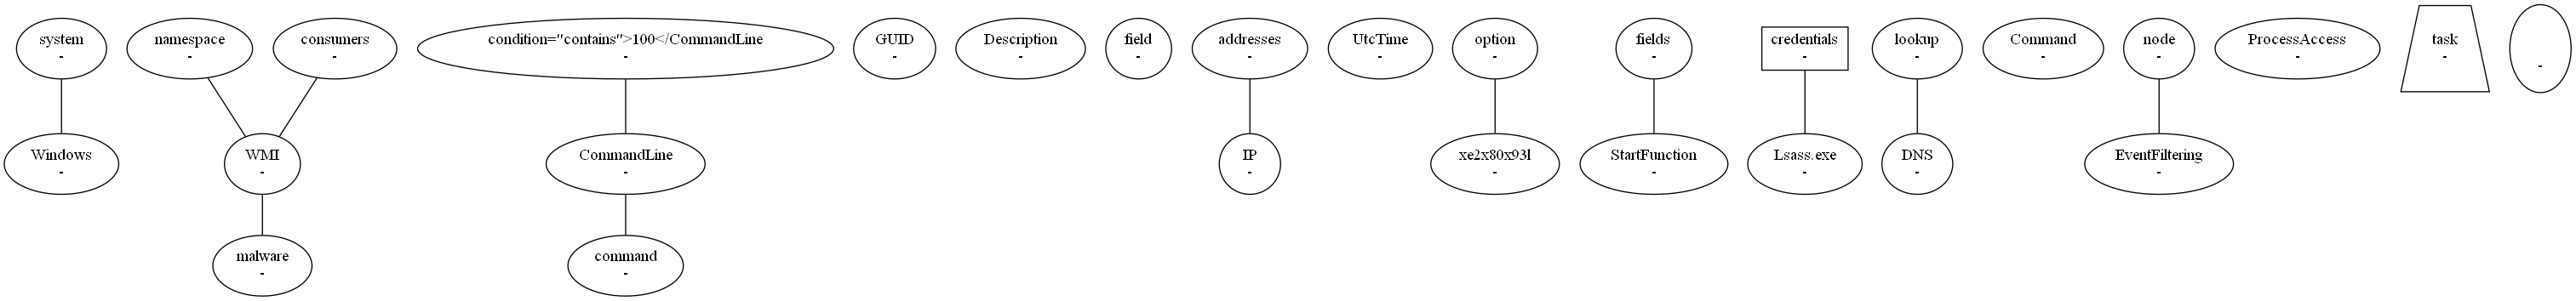 system
-
namespace
-
consumers
-
condition="contains">100</CommandLine
-
GUID
-
Description
-
field
-
addresses
-
UtcTime
-
option
-
fields
-
credentials
-
lookup
-
Command
-
node
-
ProcessAccess
-
task
-
-
Windows
-
WMI
-
CommandLine
-
IP
-
xe2x80x93l
-
StartFunction
-
Lsass.exe
-
DNS
-
EventFiltering
-
malware
-
command
-